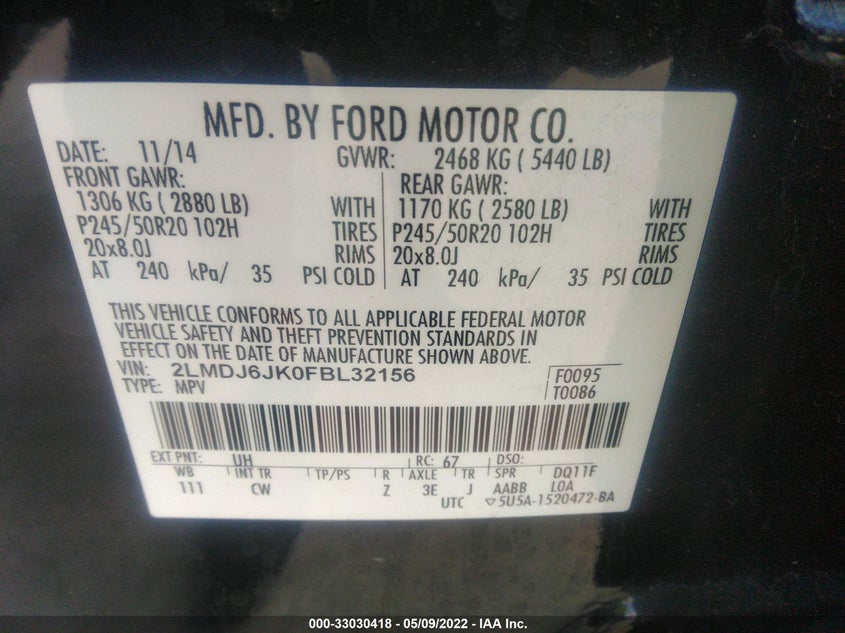 MFD. BY FORD MOTOR CO.
DATE: 11/14 GVWR: 2468 KG ( 5440 LB)
FRONT GAWR: REAR GAWR:
1306 KG ( 2880 LB) WITH 1170 KG ( 2580 LB) WITH
P245/50R20 102H TIRES P245/50R20 102H TIRES
20x8.0J RIMS 20x8.0J RIMS
AT 240 kPa/ 35 PSI COLD AT 240 kPa/ 35 PSI COLD
THIS VEHICLE CONFORMS TO ALL APPLICABLE FEDERAL MOTOR
VEHICLE SAFETY AND THEFT PREVENTION STANDARDS IN
EFFECT ON THE DATE OF MANUFACTURE SHOWN ABOVE.
VIN: 2LMDJ6JK0FBL32156 F0095
TYPE: MPV T0086
EXT PNT: UH RC: 67 DSO:
WB INT TR TP/PS R AXLE TR SPR DQ11F
111 CW Z 3E J AABB LOA
UTC ▽5U5A-1520472-BA
000-33030418 - 05/09/2022 - IAA Inc.